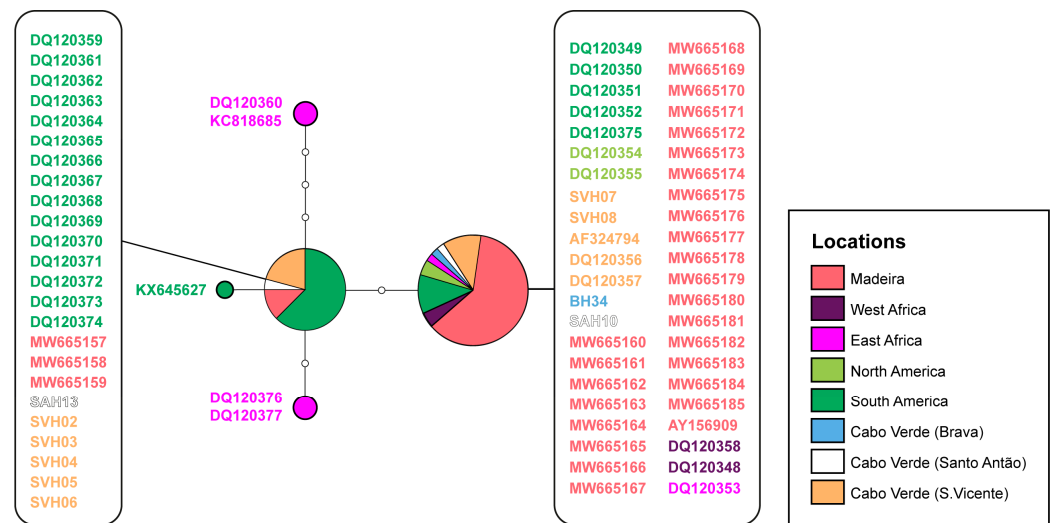 DQ120359
DQ120361
DQ120362
DQ120363
DQ120364
DQ120365
DQ120366
DQ120367
DQ120368
DQ120369
DQ120370
DQ120371
DQ120372
DQ120373
DQ120374
MW665157
MW665158
MW665159
SAH13
SVH02
SVH03
SVH04
SVH05
SVH06
DQ120360
KC818685
KX645627
DQ120376
DQ120377
DQ120349
DQ120350
DQ120351
DQ120352
DQ120375
DQ120354
DQ120355
SVH07
SVH08
AF324794
DQ120356
DQ120357
BH34
SAH10
MW665160
MW665161
MW665162
MW665163
MW665164
MW665165
MW665166
MW665167
MW665168
MW665169
MW665170
MW665171
MW665172
MW665173
MW665174
MW665175
MW665176
MW665177
MW665178
MW665179
MW665180
MW665181
MW665182
MW665183
MW665184
MW665185
AY156909
DQ120358
DQ120348
DQ120353
Locations
Madeira
West Africa
East Africa
North America
South America
Cabo Verde (Brava)
Cabo Verde (Santo Antão)
Cabo Verde (S.Vicente)